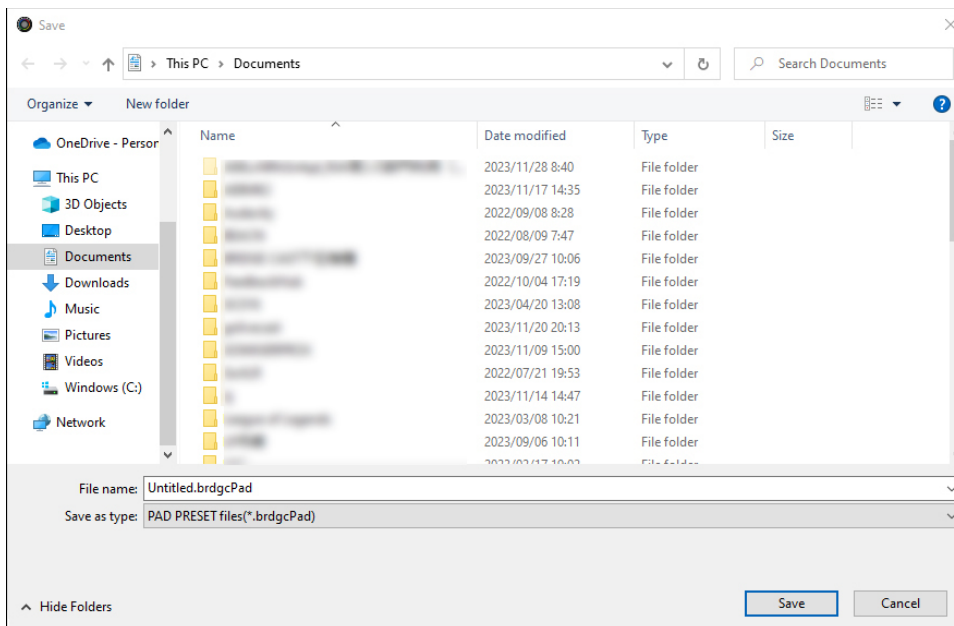 Save
This PC > Documents
Search Documents
Organize
New folder
Name Date modified Type Size
OneDrive - Person
This PC
3D Objects
Desktop
Documents
Downloads
Music
Pictures
Videos
Windows (C:)
Network
2023/11/28 8:40 File folder
2023/11/17 14:35 File folder
2022/09/08 8:28 File folder
2022/08/09 7:47 File folder
2023/09/27 10:06 File folder
2022/10/04 17:19 File folder
2023/04/20 13:08 File folder
2023/11/20 20:13 File folder
2023/11/09 15:00 File folder
2022/07/21 19:53 File folder
2023/11/14 14:47 File folder
2023/03/08 10:21 File folder
2023/09/06 10:11 File folder
File name: Untitled.brdgcPad
Save as type: PAD PRESET files(*.brdgcPad)
Hide Folders
Save
Cancel